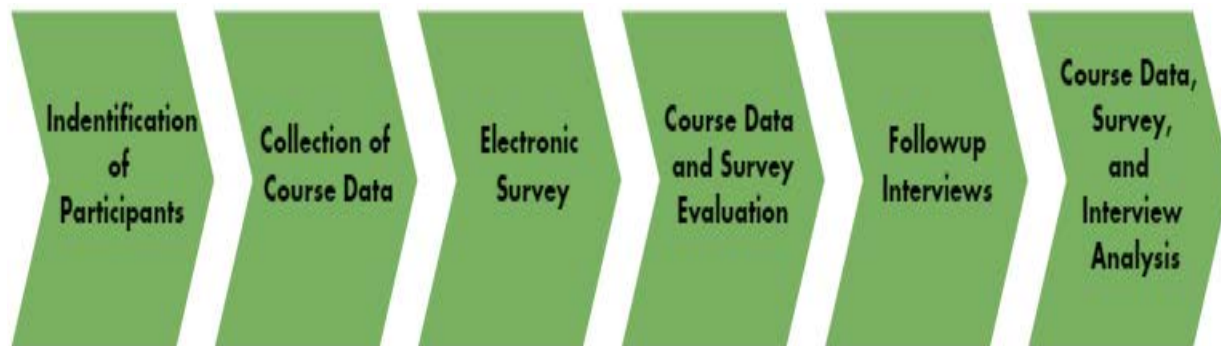 Indentification
of
Participants
Collection of
Course Data
Electronic
Survey
Course Data
and Survey
Evaluation
Followup
Interviews
Course Data,
Survey,
and
Interview
Analysis